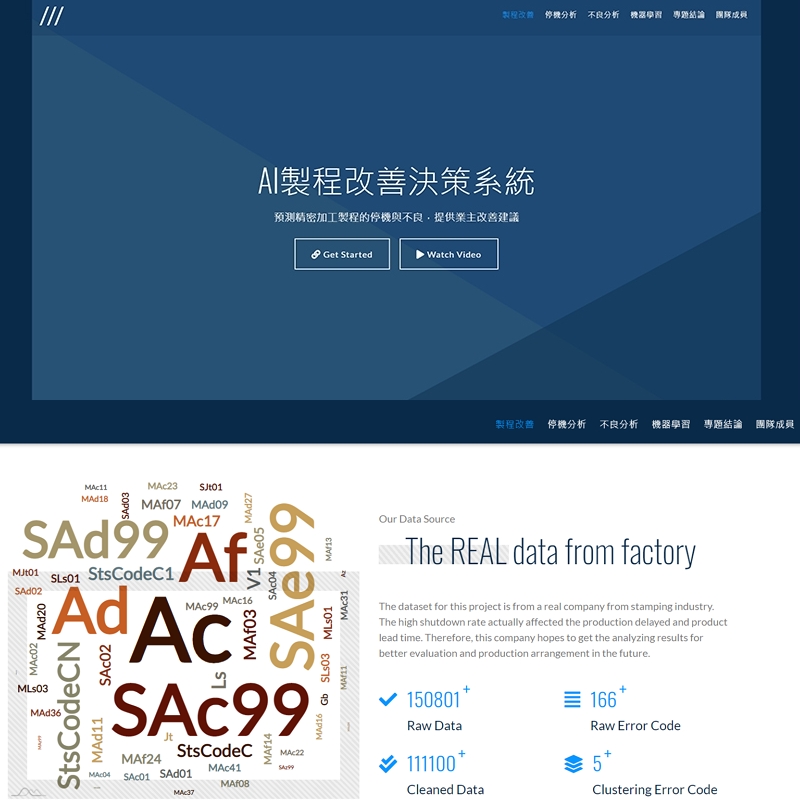 ///
製程改善 停機分析 不良分析 機器學習 專題結論 團隊成員
AI製程改善決策系統
預測精密加工製程的停機與不良，提供業主改善建議
Get Started
Watch Video
製程改善 停機分析 不良分析 機器學習 專題結論 團隊成員
MAc11
MAc23
SJt01
MAd18
SAd03
MAf07
MAd09
MAd27
MAc17
SAd99
Af
SAe05
SAe99
MAf13
MJt01
SLs01
StsCodeC1
V1
SAc04
Az
SAd02
Ad
MAd20
Ac
MAc99
MAc16
MAf03
MLs01
MAc31
MAc02
SAc02
Ls
SLs03
MAf11
StsCodeCN
MLs03
SAc99
Gb
MAd36
MAd11
Jt
StsCodeC
MAd16
MAf24
MAf14
MAc22
MAc04
SAc01
SAd01
MAc41
SAz99
MAf08
MAc37
Our Data Source
The REAL data from factory
The dataset for this project is from a real company from stamping industry.
The high shutdown rate actually affected the production delayed and product
lead time. Therefore, this company hopes to get the analyzing results for
better evaluation and production arrangement in the future.
150801+
Raw Data
166+
Raw Error Code
111100+
Cleaned Data
5+
Clustering Error Code